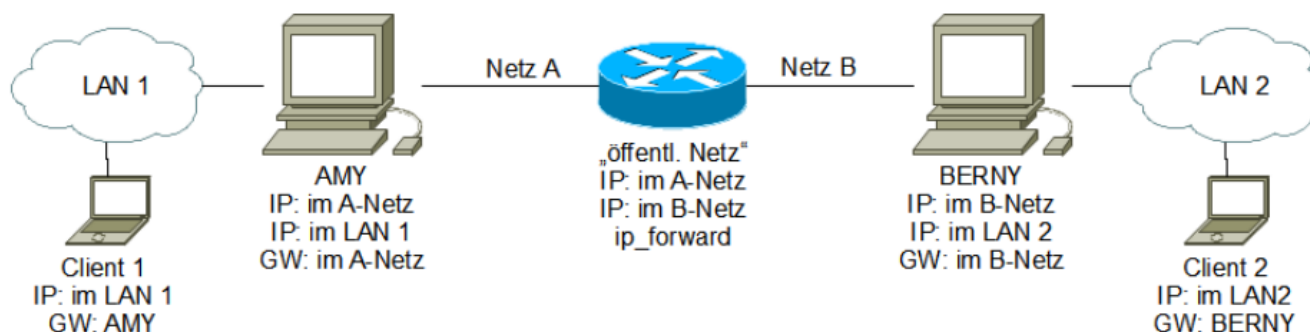 LAN 1
Netz A
Netz B
LAN 2
Client 1
IP: im LAN 1
GW: AMY
AMY
IP: im A-Netz
IP: im LAN 1
GW: im A-Netz
„öffentl. Netz“
IP: im A-Netz
IP: im B-Netz
ip_forward
BERNY
IP: im B-Netz
IP: im LAN 2
GW: im B-Netz
Client 2
IP: im LAN2
GW: BERNY